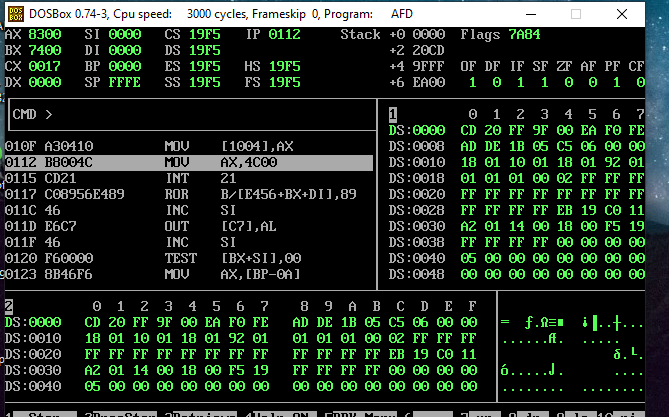 DOSBox 0.74-3, Cpu speed: 3000 cycles, Frameskip 0, Program: AFD
AX 8300 SI 0000 CS 19F5 IP 0112 Stack +0 0000 Flags 7A84
BX 7400 DI 0000 DS 19F5 +2 20CD
CX 0017 BP 0000 ES 19F5 HS 19F5 +4 9FFF OF DF IF SF ZF AF PF CF
DX 0000 SP FFFE SS 19F5 FS 19F5 +6 EA00 1 0 1 1 0 0 1 0
CMD >
1 0 1 2 3 4 5 6 7
DS:0000 CD 20 FF 9F 00 EA F0 FE
010F A30410 MOV [1004],AX DS:0008 AD DE 1B 05 C5 06 00 00
0112 B8004C MOV AX,4C00 DS:0010 18 01 10 01 18 01 92 01
0115 CD21 INT 21 DS:0018 01 01 01 00 02 FF FF FF
0117 C08956E489 ROR B/[E456+BX+DI],89 DS:0020 FF FF FF FF FF FF FF FF
011C 46 INC SI DS:0028 FF FF FF FF EB 19 C0 11
011D E6C7 OUT [C7],AL DS:0030 A2 01 14 00 18 00 F5 19
011F 46 INC SI DS:0038 FF FF FF FF 00 00 00 00
0120 F60000 TEST [BX+SI],00 DS:0040 05 00 00 00 00 00 00 00
0123 8B46F6 MOV AX,[BP-0A] DS:0048 00 00 00 00 00 00 00 00
2 0 1 2 3 4 5 6 7 8 9 A B C D E F
DS:0000 CD 20 FF 9F 00 EA F0 FE AD DE 1B 05 C5 06 00 00
DS:0010 18 01 10 01 18 01 92 01 01 01 01 00 02 FF FF FF
DS:0020 FF FF FF FF FF FF FF FF FF FF FF FF EB 19 C0 11
DS:0030 A2 01 14 00 18 00 F5 19 FF FF FF FF 00 00 00 00
DS:0040 05 00 00 00 00 00 00 00 00 00 00 00 00 00 00 00